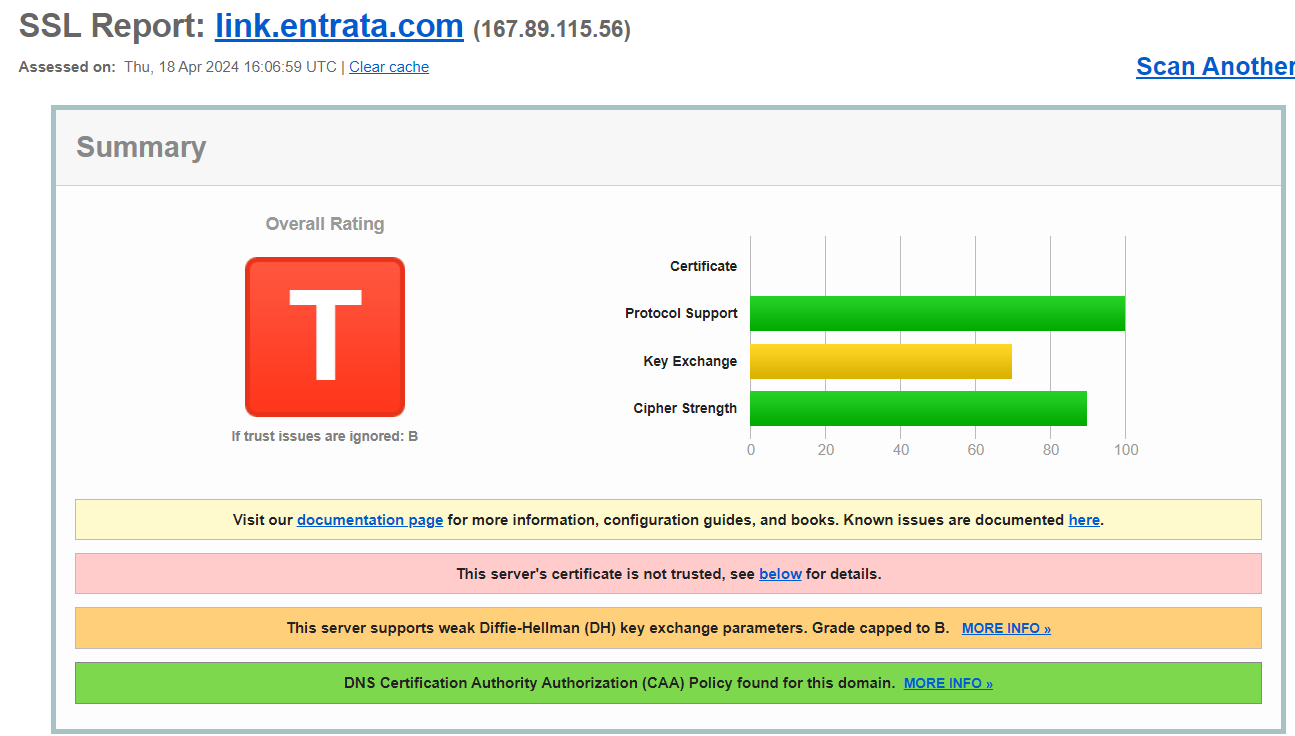 SSL Report: link.entrata.com (167.89.115.56)
Assessed on: Thu, 18 Apr 2024 16:06:59 UTC | Clear cache
Scan Another
Summary
Overall Rating
T
If trust issues are ignored: B
Certificate
Protocol Support
Key Exchange
Cipher Strength
0 20 40 60 80 100
Visit our documentation page for more information, configuration guides, and books. Known issues are documented here.
This server's certificate is not trusted, see below for details.
This server supports weak Diffie-Hellman (DH) key exchange parameters. Grade capped to B. MORE INFO »
DNS Certification Authority Authorization (CAA) Policy found for this domain. MORE INFO »